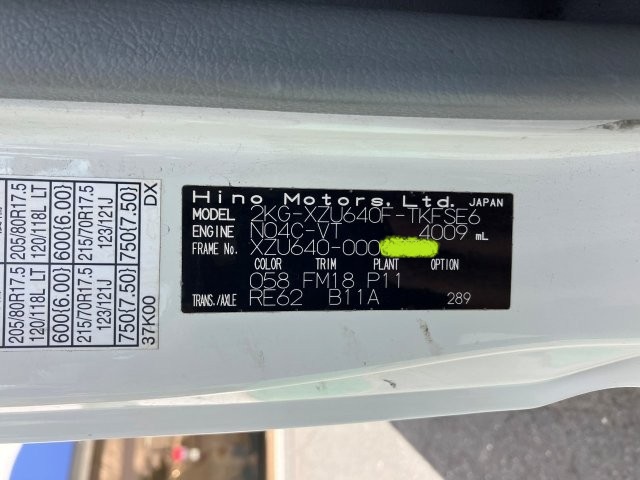 Hino Motors, Ltd. JAPAN
MODEL 2KG-XZU640F-TKFSE6
ENGINE N04C-VT 4009 mL
FRAME No. XZU640-000
COLOR TRIM PLANT OPTION
058 FM18 P11
TRANS./AXLE RE62 B11A 289
205/80R17.5 205/80R17.5
120/118L LT 120/118L LT
600(6.00) 600(6.00)
215/70R17.5 215/70R17.5
123/121J 123/121J
750(7.50) 750(7.50)
37K00 DX